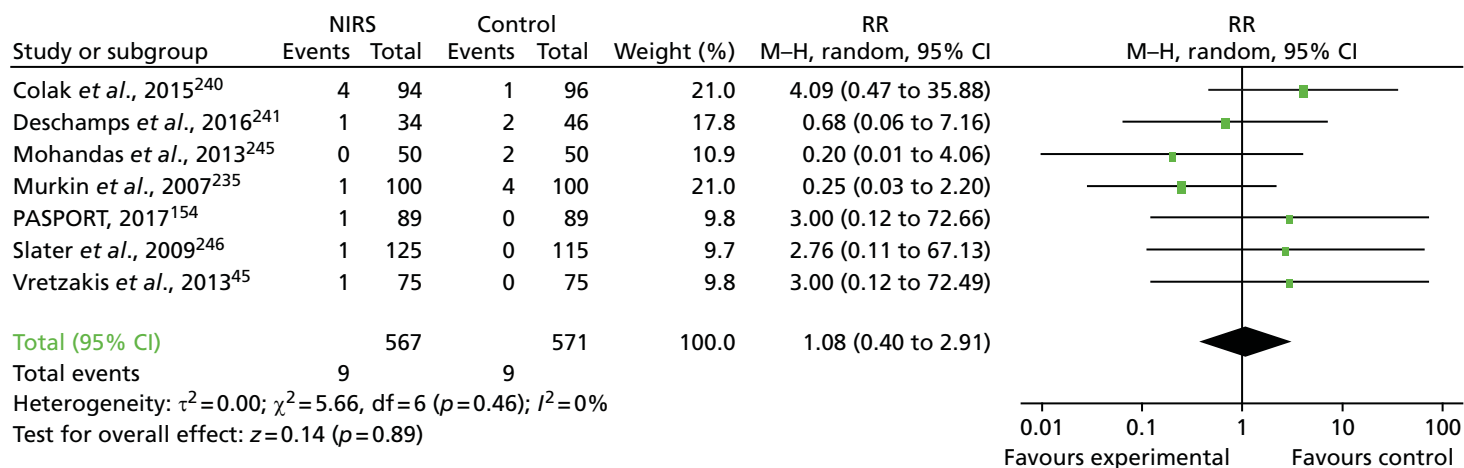 NIRS Control RR RR
Study or subgroup Events Total Events Total Weight (%) M–H, random, 95% CI M–H, random, 95% CI
Colak et al., 2015²⁴⁰ 4 94 1 96 21.0 4.09 (0.47 to 35.88)
Deschamps et al., 2016²⁴¹ 1 34 2 46 17.8 0.68 (0.06 to 7.16)
Mohandas et al., 2013²⁴⁵ 0 50 2 50 10.9 0.20 (0.01 to 4.06)
Murkin et al., 2007²³⁵ 1 100 4 100 21.0 0.25 (0.03 to 2.20)
PASPORT, 2017¹⁵⁴ 1 89 0 89 9.8 3.00 (0.12 to 72.66)
Slater et al., 2009²⁴⁶ 1 125 0 115 9.7 2.76 (0.11 to 67.13)
Vretzakis et al., 2013⁴⁵ 1 75 0 75 9.8 3.00 (0.12 to 72.49)
Total (95% CI) 567 571 100.0 1.08 (0.40 to 2.91)
Total events 9 9
Heterogeneity: τ²=0.00; χ²=5.66, df=6 (p=0.46); I²=0%
Test for overall effect: z=0.14 (p=0.89)
0.01 0.1 1 10 100
Favours experimental Favours control